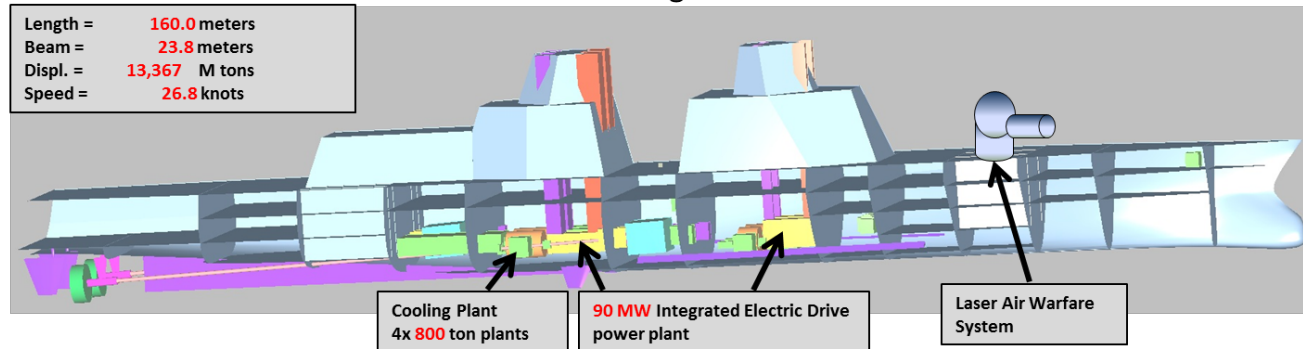 Length = 160.0 meters
Beam = 23.8 meters
Displ. = 13,367 M tons
Speed = 26.8 knots
Cooling Plant
4x 800 ton plants
90 MW Integrated Electric Drive
power plant
Laser Air Warfare
System